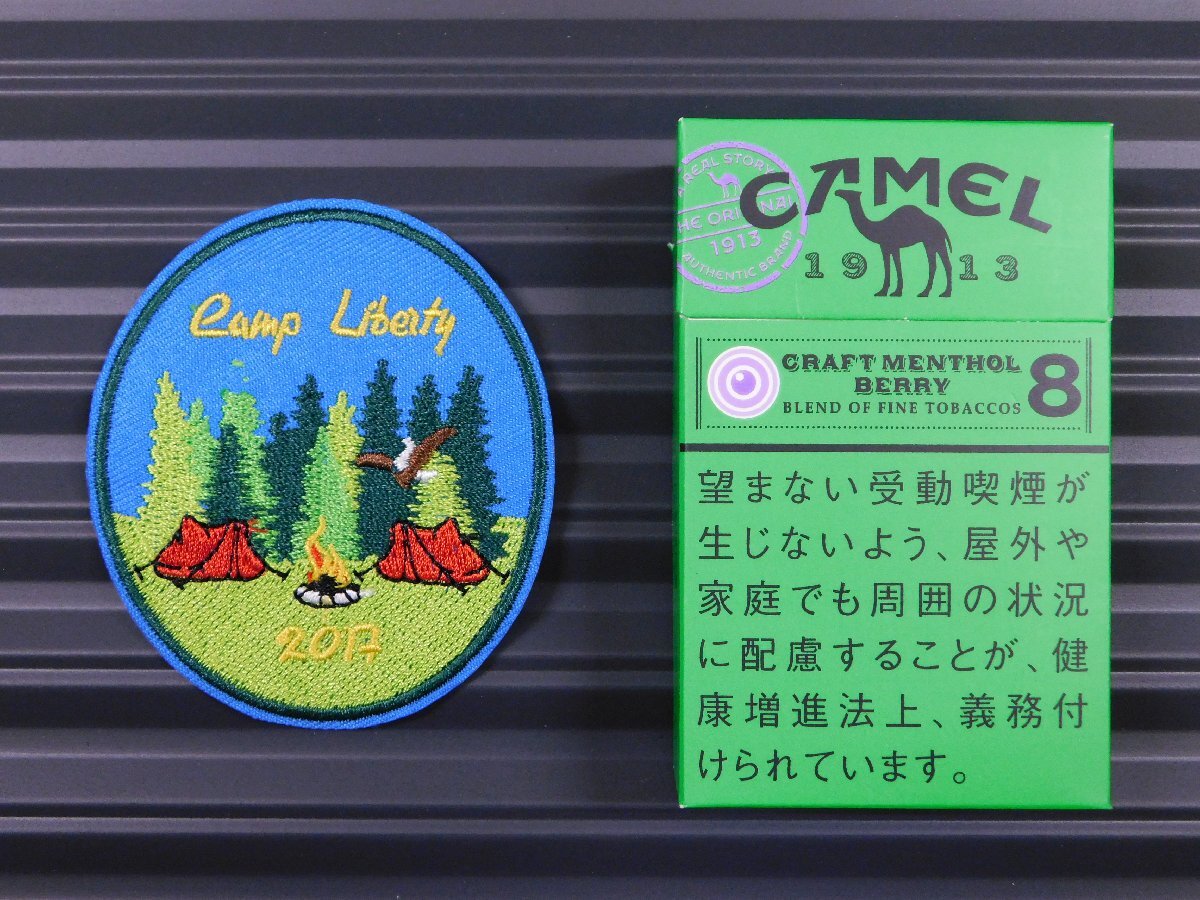 Camp Liberty
2017
A REAL STORY
THE ORIGINAL
1913
AUTHENTIC BRAND
CAMEL
1913
CRAFT MENTHOL
BERRY
BLEND OF FINE TOBACCOS
8
望まない受動喫煙が
生じないよう、屋外や
家庭でも周囲の状況
に配慮することが、健
康増進法上、義務付
けられています。